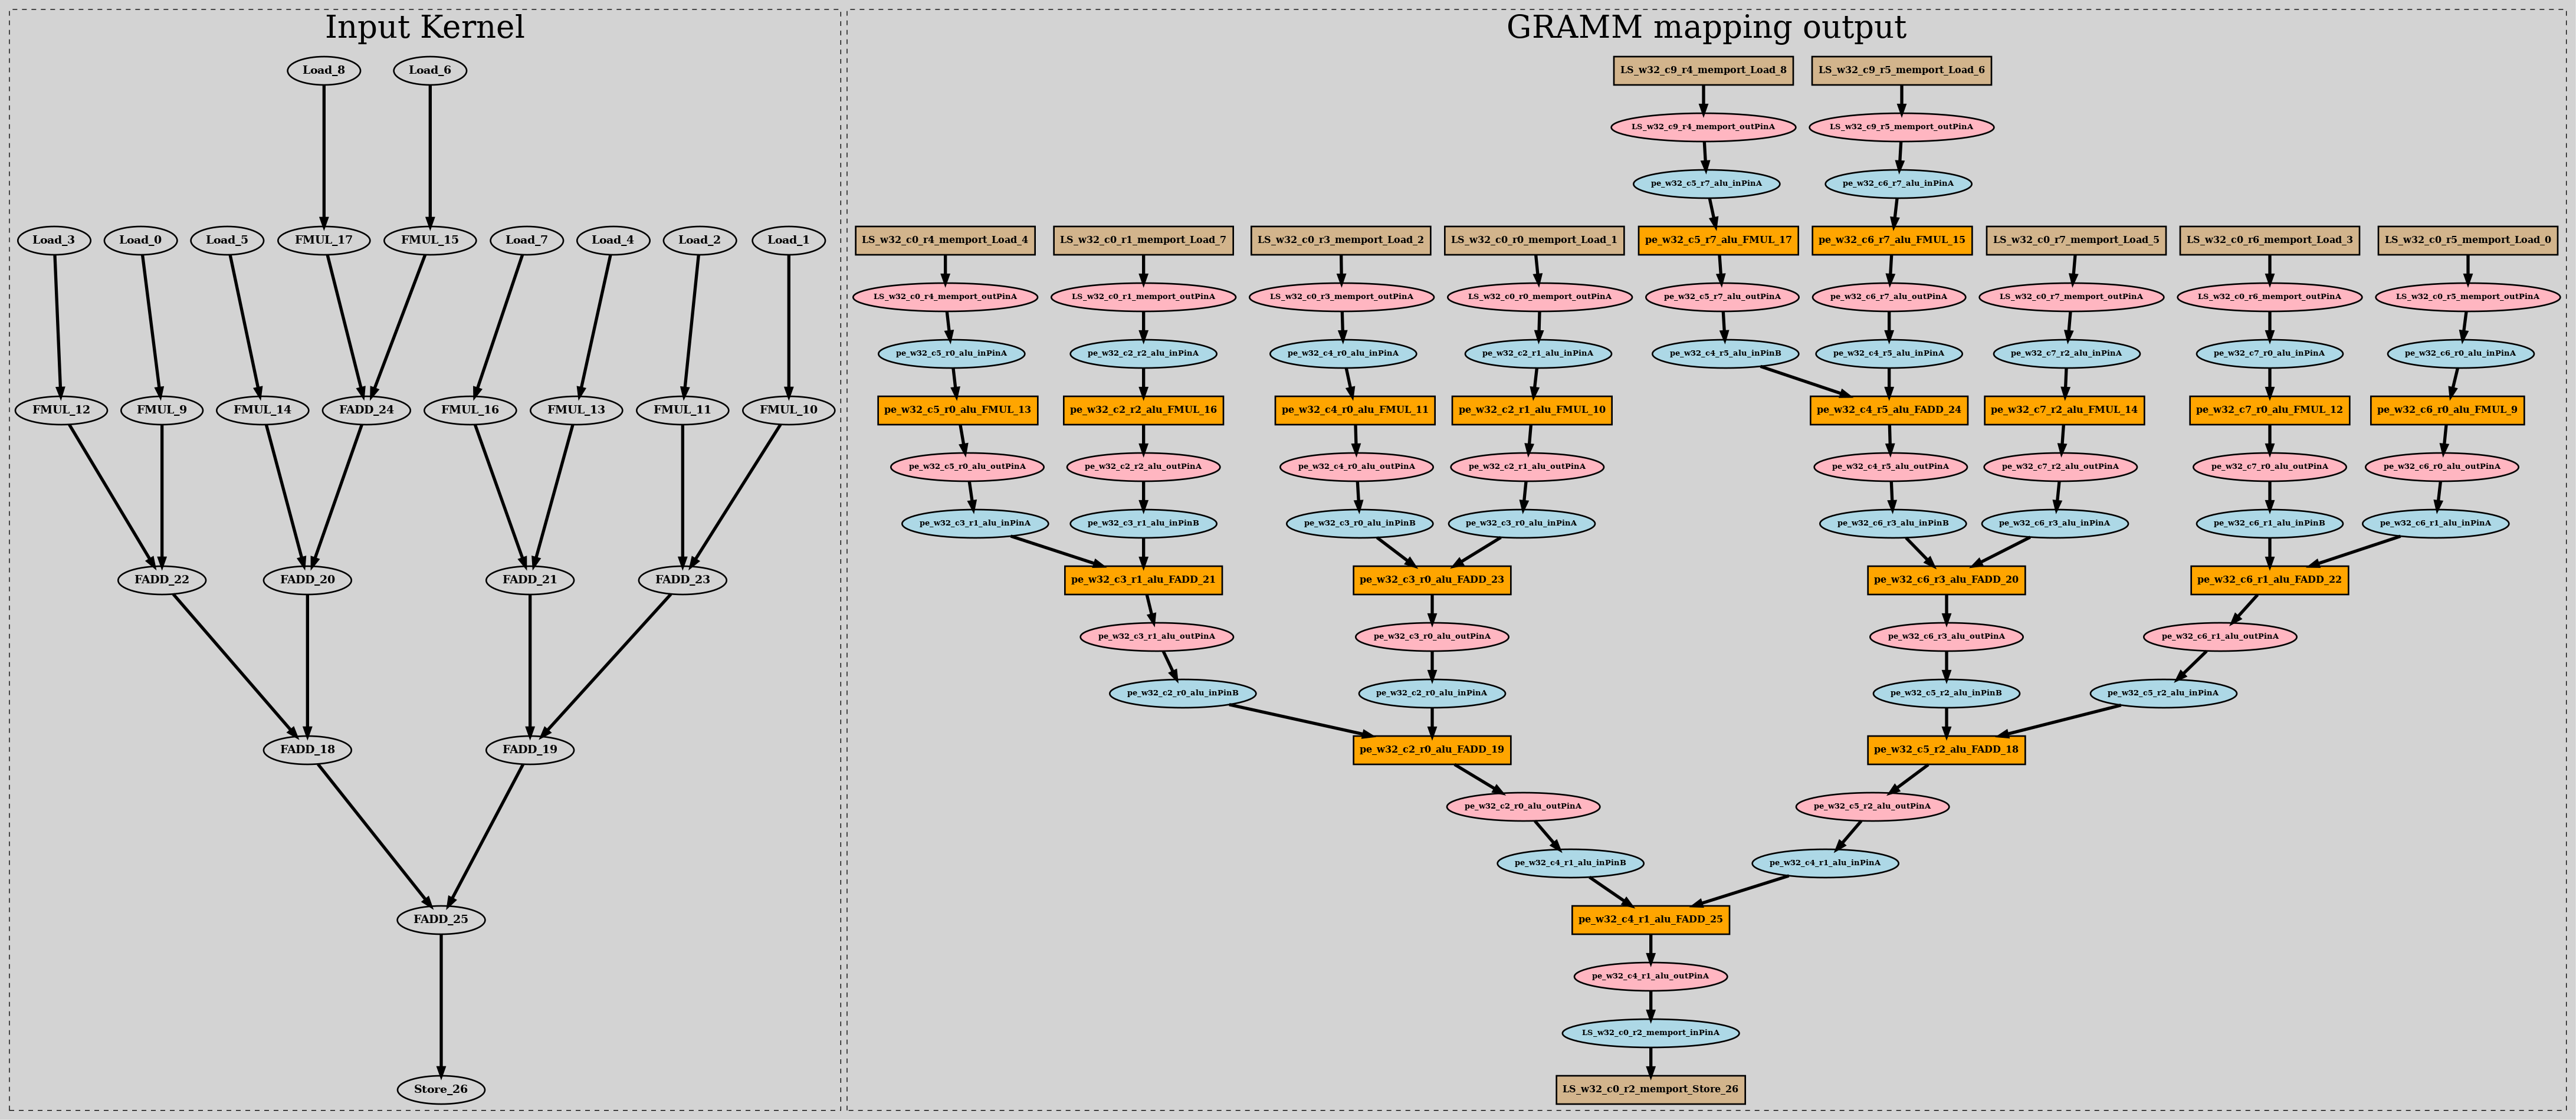 Input Kernel
Load_8
Load_6
Load_3
Load_0
Load_5
FMUL_17
FMUL_15
Load_7
Load_4
Load_2
Load_1
FMUL_12
FMUL_9
FMUL_14
FADD_24
FMUL_16
FMUL_13
FMUL_11
FMUL_10
FADD_22
FADD_20
FADD_21
FADD_23
FADD_18
FADD_19
FADD_25
Store_26
GRAMM mapping output
LS_w32_c9_r4_memport_Load_8
LS_w32_c9_r5_memport_Load_6
LS_w32_c9_r4_memport_outPinA
LS_w32_c9_r5_memport_outPinA
pe_w32_c5_r7_alu_inPinA
pe_w32_c6_r7_alu_inPinA
LS_w32_c0_r4_memport_Load_4
LS_w32_c0_r1_memport_Load_7
LS_w32_c0_r3_memport_Load_2
LS_w32_c0_r0_memport_Load_1
pe_w32_c5_r7_alu_FMUL_17
pe_w32_c6_r7_alu_FMUL_15
LS_w32_c0_r7_memport_Load_5
LS_w32_c0_r6_memport_Load_3
LS_w32_c0_r5_memport_Load_0
LS_w32_c0_r4_memport_outPinA
LS_w32_c0_r1_memport_outPinA
LS_w32_c0_r3_memport_outPinA
LS_w32_c0_r0_memport_outPinA
pe_w32_c5_r7_alu_outPinA
pe_w32_c6_r7_alu_outPinA
LS_w32_c0_r7_memport_outPinA
LS_w32_c0_r6_memport_outPinA
LS_w32_c0_r5_memport_outPinA
pe_w32_c5_r0_alu_inPinA
pe_w32_c2_r2_alu_inPinA
pe_w32_c4_r0_alu_inPinA
pe_w32_c2_r1_alu_inPinA
pe_w32_c4_r5_alu_inPinB
pe_w32_c4_r5_alu_inPinA
pe_w32_c7_r2_alu_inPinA
pe_w32_c7_r0_alu_inPinA
pe_w32_c6_r0_alu_inPinA
pe_w32_c5_r0_alu_FMUL_13
pe_w32_c2_r2_alu_FMUL_16
pe_w32_c4_r0_alu_FMUL_11
pe_w32_c2_r1_alu_FMUL_10
pe_w32_c4_r5_alu_FADD_24
pe_w32_c7_r2_alu_FMUL_14
pe_w32_c7_r0_alu_FMUL_12
pe_w32_c6_r0_alu_FMUL_9
pe_w32_c5_r0_alu_outPinA
pe_w32_c2_r2_alu_outPinA
pe_w32_c4_r0_alu_outPinA
pe_w32_c2_r1_alu_outPinA
pe_w32_c4_r5_alu_outPinA
pe_w32_c7_r2_alu_outPinA
pe_w32_c7_r0_alu_outPinA
pe_w32_c6_r0_alu_outPinA
pe_w32_c3_r1_alu_inPinA
pe_w32_c3_r1_alu_inPinB
pe_w32_c3_r0_alu_inPinB
pe_w32_c3_r0_alu_inPinA
pe_w32_c6_r3_alu_inPinB
pe_w32_c6_r3_alu_inPinA
pe_w32_c6_r1_alu_inPinB
pe_w32_c6_r1_alu_inPinA
pe_w32_c3_r1_alu_FADD_21
pe_w32_c3_r0_alu_FADD_23
pe_w32_c6_r3_alu_FADD_20
pe_w32_c6_r1_alu_FADD_22
pe_w32_c3_r1_alu_outPinA
pe_w32_c3_r0_alu_outPinA
pe_w32_c6_r3_alu_outPinA
pe_w32_c6_r1_alu_outPinA
pe_w32_c2_r0_alu_inPinB
pe_w32_c2_r0_alu_inPinA
pe_w32_c5_r2_alu_inPinB
pe_w32_c5_r2_alu_inPinA
pe_w32_c2_r0_alu_FADD_19
pe_w32_c5_r2_alu_FADD_18
pe_w32_c2_r0_alu_outPinA
pe_w32_c5_r2_alu_outPinA
pe_w32_c4_r1_alu_inPinB
pe_w32_c4_r1_alu_inPinA
pe_w32_c4_r1_alu_FADD_25
pe_w32_c4_r1_alu_outPinA
LS_w32_c0_r2_memport_inPinA
LS_w32_c0_r2_memport_Store_26